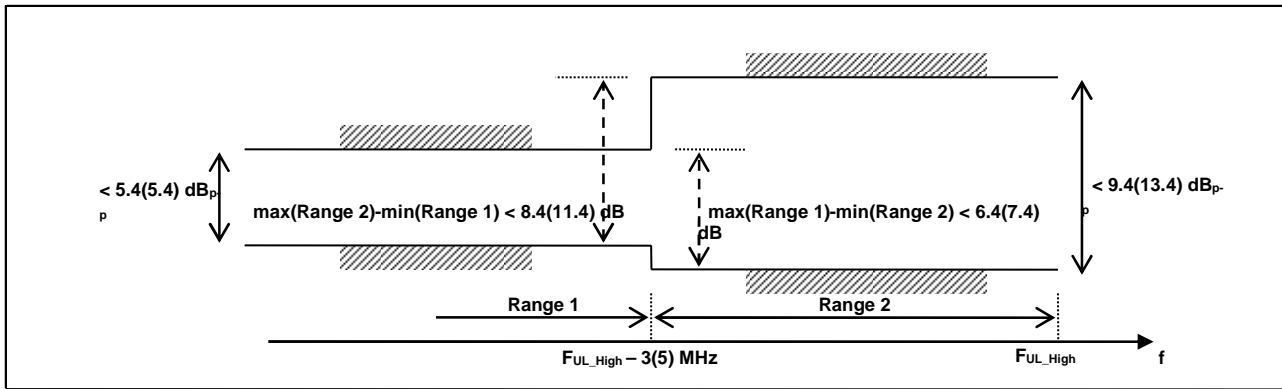 < 5.4(5.4) dBp-
p
max(Range 2)-min(Range 1) < 8.4(11.4) dB
max(Range 1)-min(Range 2) < 6.4(7.4)
dB
< 9.4(13.4) dBp-
p
Range 1
Range 2
FUL_High – 3(5) MHz
FUL_High
f